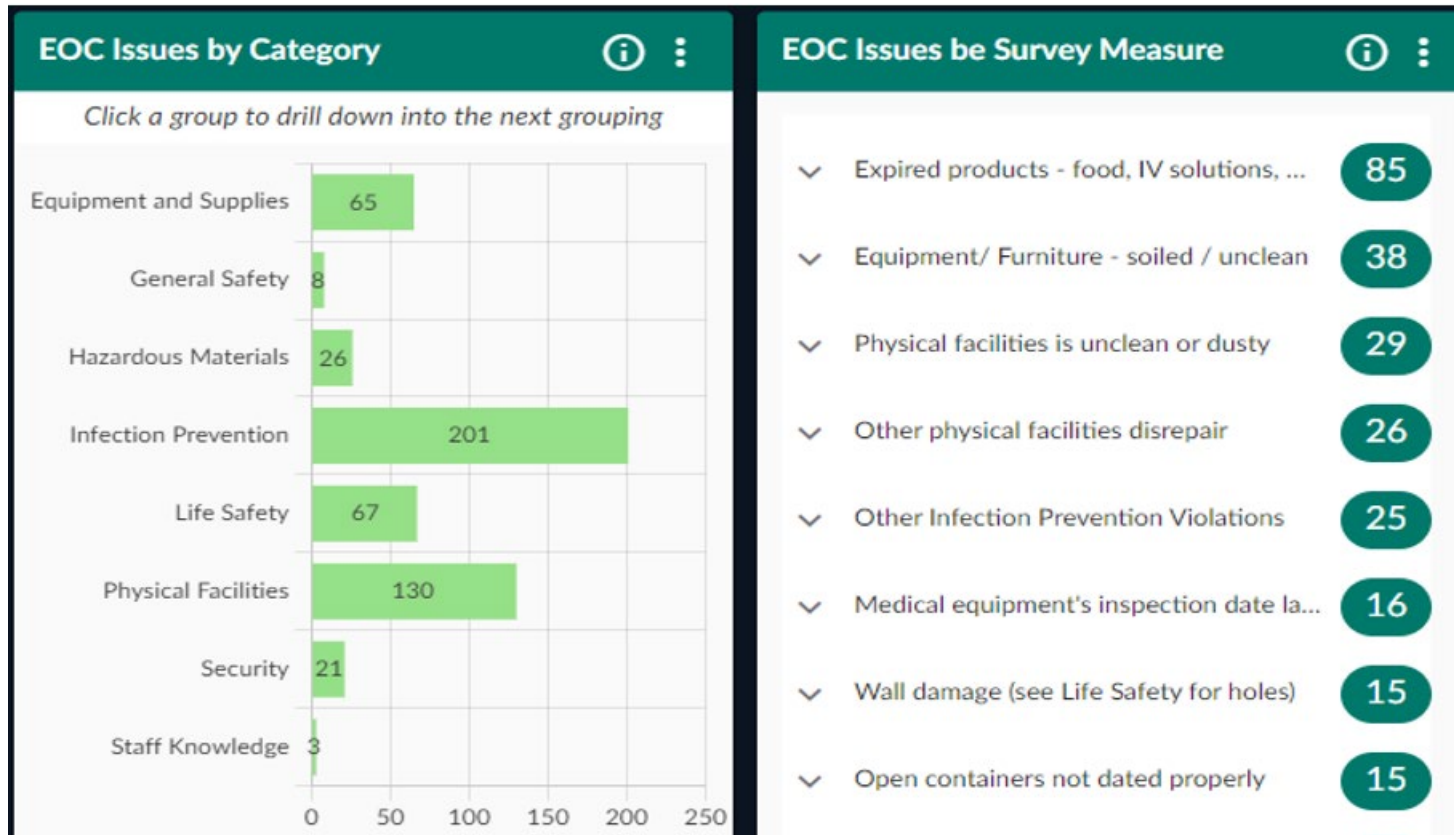 EOC Issues by Category
Click a group to drill down into the next grouping
Equipment and Supplies 65
General Safety 8
Hazardous Materials 26
Infection Prevention 201
Life Safety 67
Physical Facilities 130
Security 21
Staff Knowledge 3
0 50 100 150 200 250
EOC Issues be Survey Measure
Expired products - food, IV solutions, ... 85
Equipment/ Furniture - soiled / unclean 38
Physical facilities is unclean or dusty 29
Other physical facilities disrepair 26
Other Infection Prevention Violations 25
Medical equipment's inspection date la... 16
Wall damage (see Life Safety for holes) 15
Open containers not dated properly 15